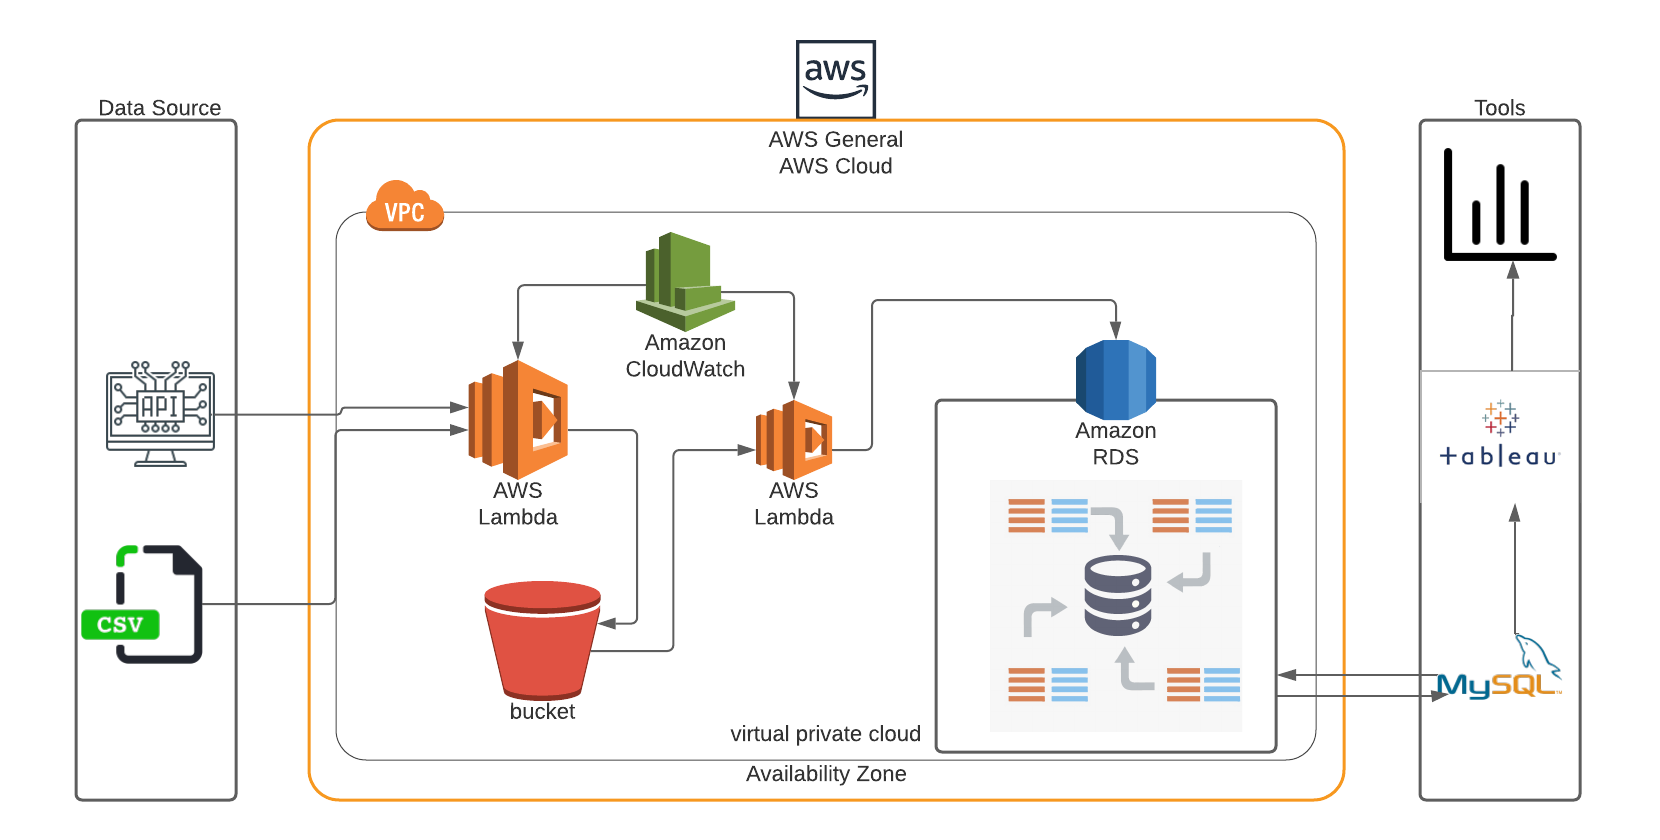 aws
Data Source
Tools
AWS General
AWS Cloud
VPC
Amazon
CloudWatch
API
AWS
Lambda
AWS
Lambda
Amazon
RDS
+ableau
CSV
bucket
MySQL™
virtual private cloud
Availability Zone